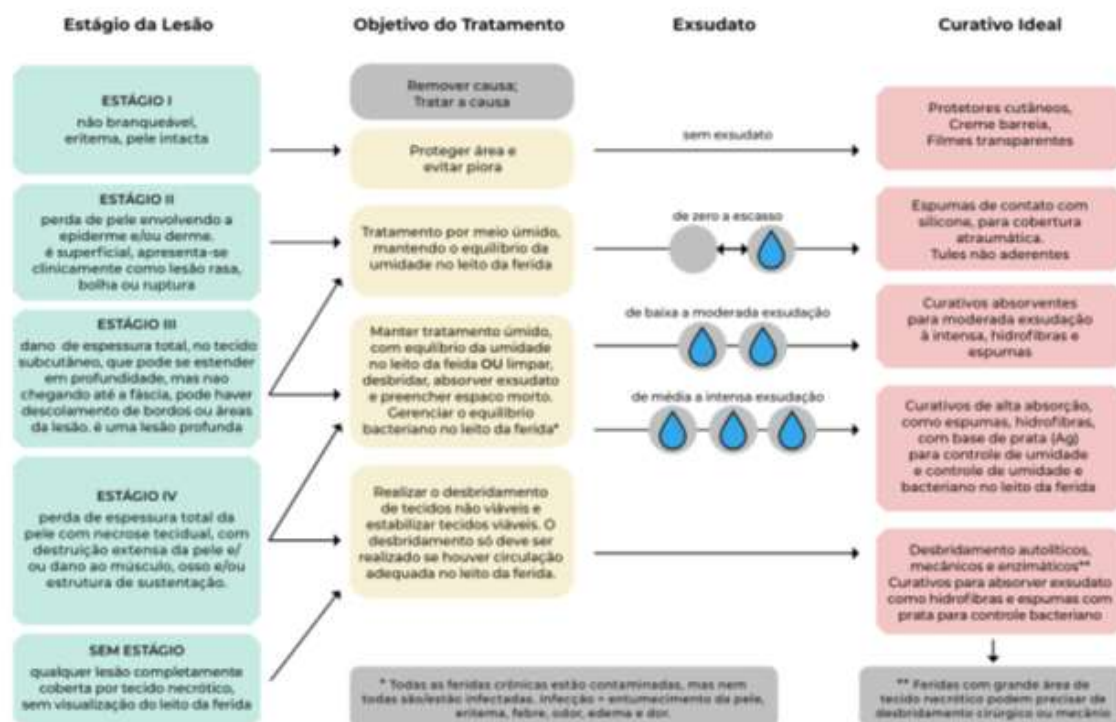 Estágio da Lesão
Objetivo do Tratamento
Exsudato
Curativo Ideal
ESTÁGIO I
não branqueável,
eritema, pele intacta
ESTÁGIO II
perda de pele envolvendo a
epiderme e/ou derme.
é superficial, apresenta-se
clinicamente como lesão rasa,
bolha ou ruptura
ESTÁGIO III
dano de espessura total, no tecido
subcutâneo, que pode se estender
em profundidade, mas nao
chegando até a fáscia, pode haver
descolamento de bordos ou áreas
da lesão. é uma lesão profunda
ESTÁGIO IV
perda de espessura total da
pele com necrose tecidual, com
destruição extensa da pele e/
ou dano ao músculo, osso e/ou
estrutura de sustentação.
SEM ESTÁGIO
qualquer lesão completamente
coberta por tecido necrótico,
sem visualização do leito da ferida
Remover causa;
Tratar a causa
Proteger área e
evitar piora
Tratamento por meio úmido,
mantendo o equilíbrio da
umidade no leito da ferida
Manter tratamento úmido,
com equlíbrio da umidade
no leito da feida OU limpar,
desbridar, absorver exsudato
e preencher espaco morto.
Gerenciar o equilíbrio
bacteriano no leito da ferida*
Realizar o desbridamento
de tecidos não viáveis e
estabilizar tecidos viáveis. O
desbridamento só deve ser
realizado se houver circulação
adequada no leito da ferida.
* Todas as feridas crônicas estão contaminadas, mas nem
todas são/estão infectadas. Infecção = entumecimento da pele,
eritema, febre, odor, edema e dor.
sem exsudato
de zero a escasso
de baixa a moderada exsudação
de média a intensa exsudação
Protetores cutâneos,
Creme barreia,
Filmes transparentes
Espumas de contato com
silicone, para cobertura
atraumática.
Tules não aderentes
Curativos absorventes
para moderada exsudação
à intensa, hidrofibras e
espumas
Curativos de alta absorção,
como espumas, hidrofibras,
com base de prata (Ag)
para controle de umidade
e controle de umidade e
bacteriano no leito da ferida
Desbridamento autolíticos,
mecânicos e enzimáticos**
Curativos para absorver exsudato
como hidrofibras e espumas com
prata para controle bacteriano
** Feridas com grande área de
tecido necrótico podem precisar de
desbridamento cirúrgico ou mecânio